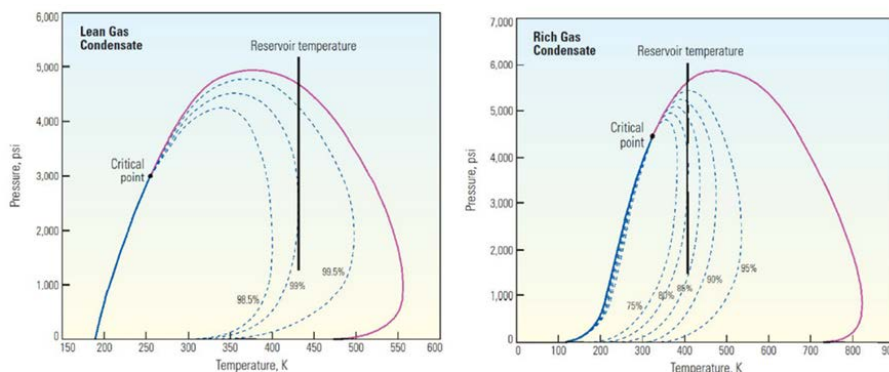 6,000
5,000
4,000
3,000
2,000
1,000
0
Pressure, psi
Lean Gas
Condensate
Reservoir temperature
Critical
point
98.5%
99%
99.5%
150 200 250 300 350 400 450 500 550 600
Temperature, K
7,000
6,000
5,000
4,000
3,000
2,000
1,000
0
Pressure, psi
Rich Gas
Condensate
Reservoir temperature
Critical
point
75%
80%
85%
90%
95%
0 100 200 300 400 500 600 700 800
Temperature, K